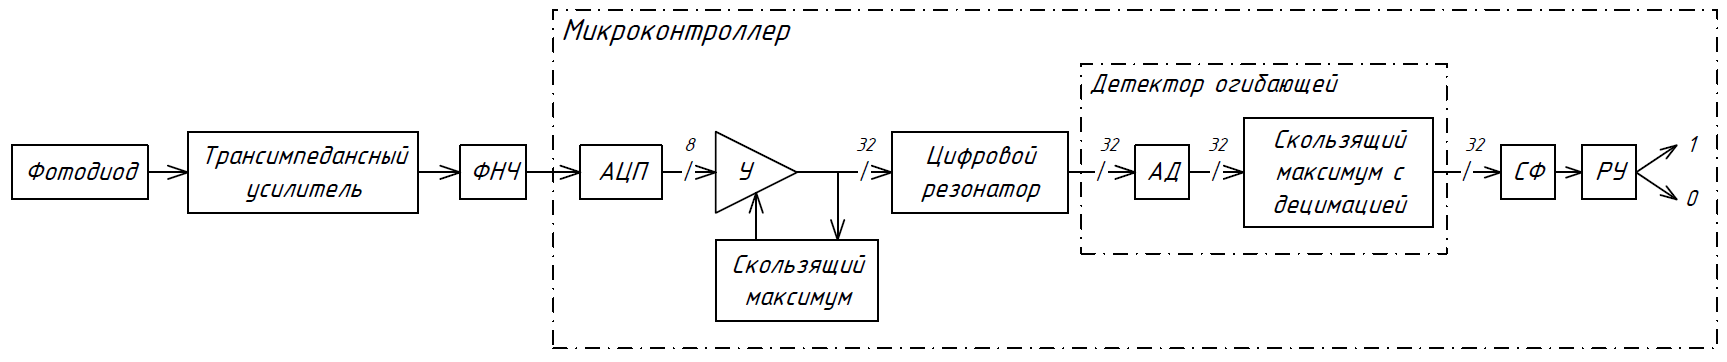 Микроконтроллер
Детектор огибающей
Фотодиод
Трансимпедансный
усилитель
ФНЧ
АЦП
8
У
32
Скользящий
максимум
Цифровой
резонатор
32
АД
32
Скользящий
максимум с
децимацией
32
СФ
РУ
1
0